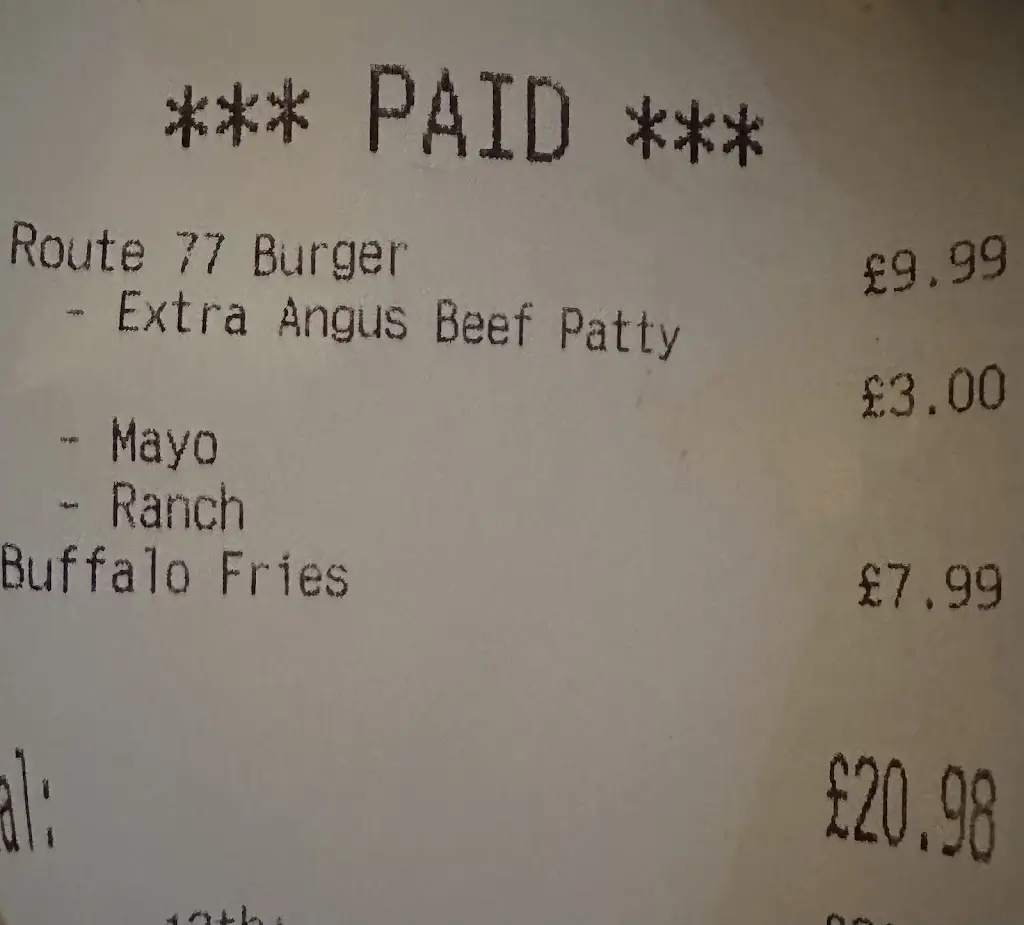 *** PAID ***
Route 77 Burger £9.99
- Extra Angus Beef Patty
£3.00
- Mayo
- Ranch
Buffalo Fries £7.99
al: £20.98